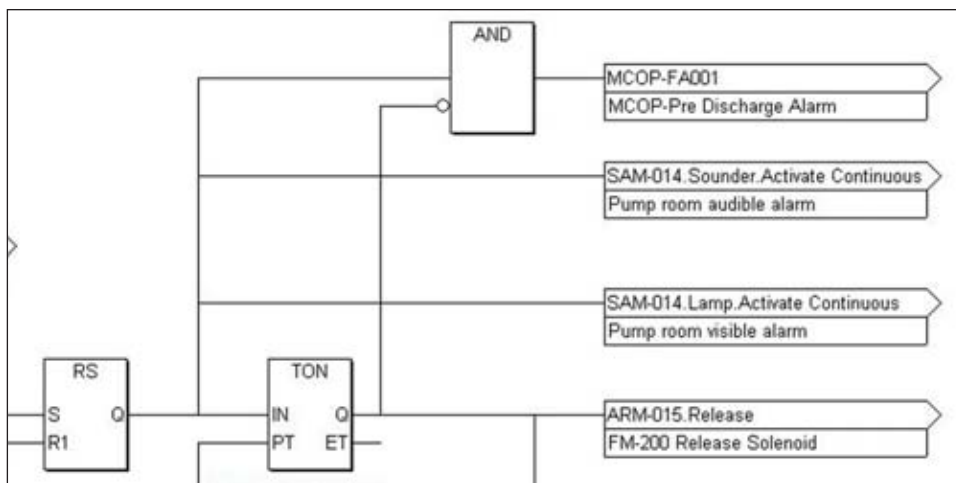 AND
MCOP-FA001
MCOP-Pre Discharge Alarm
SAM-014.Sounder.Activate Continuous
Pump room audible alarm
SAM-014.Lamp.Activate Continuous
Pump room visible alarm
RS
S Q
R1
TON
IN Q
PT ET
ARM-015.Release
FM-200 Release Solenoid